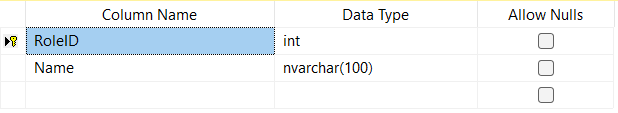 Column Name Data Type Allow Nulls
RoleID int
Name nvarchar(100)